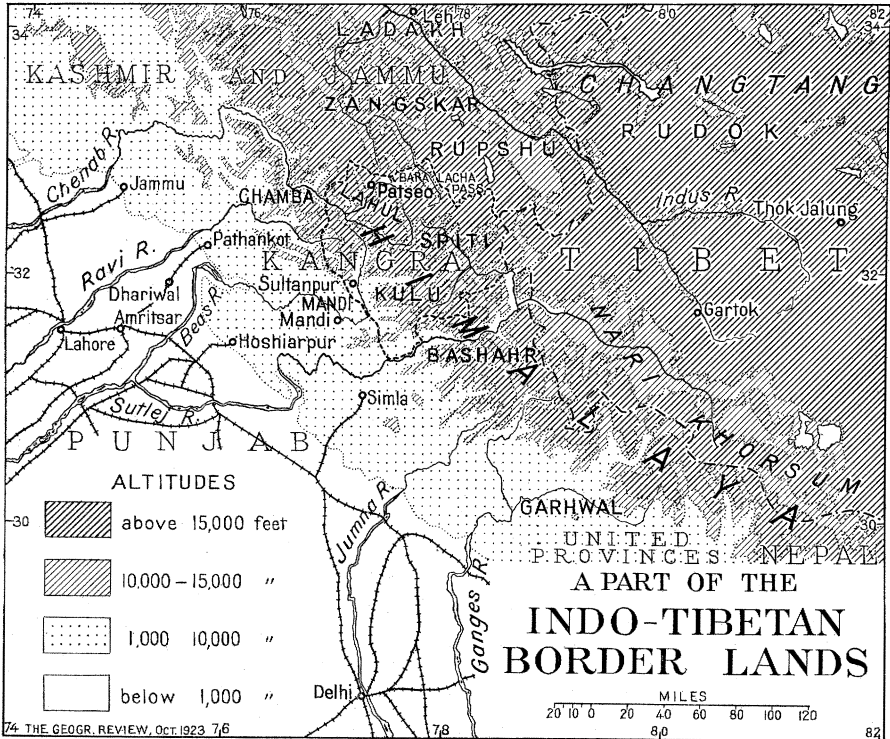 74
76
Leh
78
80
82
34
34
LADAKH
KASHMIR AND JAMMU
CHANGTANG
ZANGSKAR
RUDOK
RUPSHU
Chenab R.
Jammu
BARA LACHA PASS
Patseo
LAHUL
CHAMBA
Indus R.
Thok Jalung
Ravi R.
Pathankot
SPITI
KANGRA
TIBET
32
32
Dhariwal
Sultanpur
KULU
MANDI
Mandi
Gartok
Amritsar
Beas R.
Lahore
Hoshiarpur
BASHAHR
HIMALAYA
NARI KHORSUM
Simla
Sutlej R.
PUNJAB
ALTITUDES
above 15,000 feet
10,000 - 15,000 "
1,000 10,000 "
below 1,000 "
30
30
Jumna R.
GARHWAL
UNITED PROVINCES
NEPAL
Ganges R.
Delhi
A PART OF THE
INDO-TIBETAN
BORDER LANDS
MILES
20 10 0 20 40 60 80 100 120
74 THE GEOGR. REVIEW, OCT. 1923 76
78
80
82